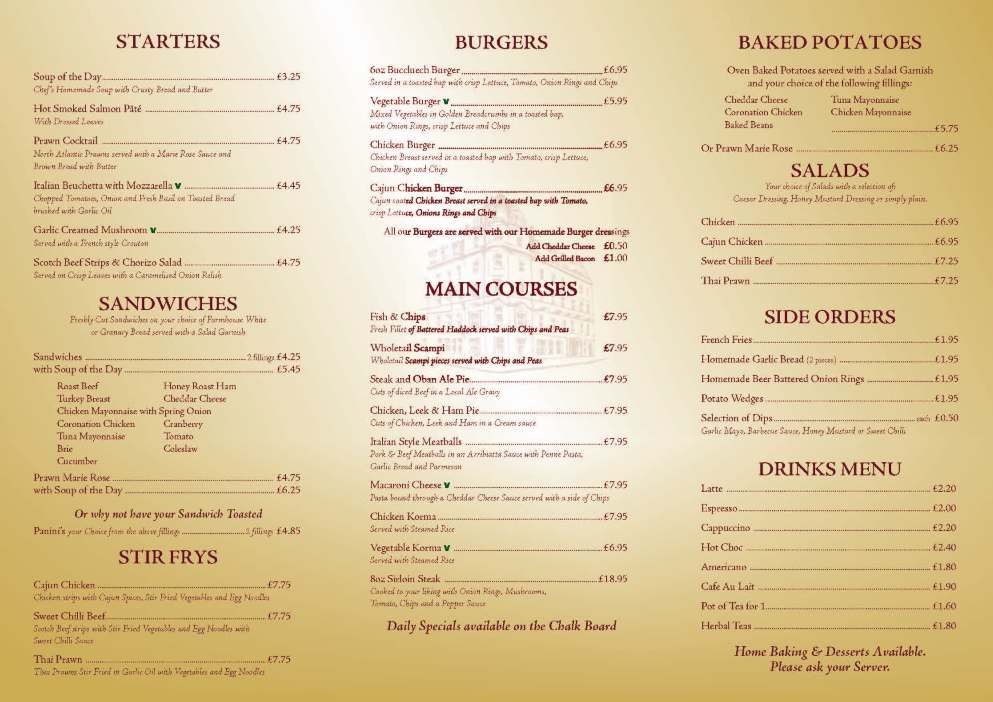 STARTERS
Soup of the Day £3.25
Chef's Homemade Soup with Crusty Bread and Butter
Hot Smoked Salmon Pâté £4.75
With Dressed Leaves
Prawn Cocktail £4.75
North Atlantic Prawns served with a Marie Rose Sauce and
Brown Bread with Butter
Italian Bruchetta with Mozzarella V £4.45
Chopped Tomatoes, Onion and Fresh Basil on Toasted Bread
brushed with Garlic Oil
Garlic Creamed Mushroom V £4.25
Served with a French style Crouton
Scotch Beef Strips & Chorizo Salad £4.75
Served on Crisp Leaves with a Caramelised Onion Relish
SANDWICHES
Freshly Cut Sandwiches on your choice of Farmhouse White
or Granary Bread served with a Salad Garnish
Sandwiches 2 fillings £4.25
with Soup of the Day £5.45
Roast Beef Honey Roast Ham
Turkey Breast Cheddar Cheese
Chicken Mayonnaise with Spring Onion
Coronation Chicken Cranberry
Tuna Mayonnaise Tomato
Brie Coleslaw
Cucumber
Prawn Marie Rose £4.75
with Soup of the Day £6.25
Or why not have your Sandwich Toasted
Panini's your Choice from the above fillings 2 fillings £4.85
STIR FRYS
Cajun Chicken £7.75
Chicken strips with Cajun Spices, Stir Fried Vegetables and Egg Noodles
Sweet Chilli Beef £7.75
Scotch Beef strips with Stir Fried Vegetables and Egg Noodles with
Sweet Chilli Sauce
Thai Prawn £7.75
Thai Prawns Stir Fried in Garlic Oil with Vegetables and Egg Noodles
BURGERS
6oz Buccluech Burger £6.95
Served in a toasted bap with crisp Lettuce, Tomato, Onion Rings and Chips
Vegetable Burger V £5.95
Mixed Vegetables in Golden Breadcrumbs in a toasted bap,
with Onion Rings, crisp Lettuce and Chips
Chicken Burger £6.95
Chicken Breast served in a toasted bap with Tomato, crisp Lettuce,
Onion Rings and Chips
Cajun Chicken Burger £6.95
Cajun coated Chicken Breast served in a toasted bap with Tomato,
crisp Lettuce, Onions Rings and Chips
All our Burgers are served with our Homemade Burger dressings
Add Cheddar Cheese £0.50
Add Grilled Bacon £1.00
MAIN COURSES
Fish & Chips £7.95
Fresh Fillet of Battered Haddock served with Chips and Peas
Wholetail Scampi £7.95
Wholetail Scampi pieces served with Chips and Peas
Steak and Oban Ale Pie £7.95
Cuts of diced Beef in a Local Ale Gravy
Chicken, Leek & Ham Pie £7.95
Cuts of Chicken, Leek and Ham in a Cream sauce
Italian Style Meatballs £7.95
Pork & Beef Meatballs in an Arribiatta Sauce with Penne Pasta,
Garlic Bread and Parmesan
Macaroni Cheese V £7.95
Pasta bound through a Cheddar Cheese Sauce served with a side of Chips
Chicken Korma £7.95
Served with Steamed Rice
Vegetable Korma V £6.95
Served with Steamed Rice
8oz Sirloin Steak £18.95
Cooked to your liking with Onion Rings, Mushrooms,
Tomato, Chips and a Pepper Sauce
Daily Specials available on the Chalk Board
BAKED POTATOES
Oven Baked Potatoes served with a Salad Garnish
and your choice of the following fillings:
Cheddar Cheese Tuna Mayonnaise
Coronation Chicken Chicken Mayonnaise
Baked Beans £5.75
Or Prawn Marie Rose £6.25
SALADS
Your choice of Salads with a selection of:
Caesar Dressing, Honey Mustard Dressing or simply plain.
Chicken £6.95
Cajun Chicken £6.95
Sweet Chilli Beef £7.25
Thai Prawn £7.25
SIDE ORDERS
French Fries £1.95
Homemade Garlic Bread (2 pieces) £1.95
Homemade Beer Battered Onion Rings £1.95
Potato Wedges £1.95
Selection of Dips each £0.50
Garlic Mayo, Barbecue Sauce, Honey Mustard or Sweet Chilli
DRINKS MENU
Latte £2.20
Espresso £2.00
Cappuccino £2.20
Hot Choc £2.40
Americano £1.80
Cafe Au Lait £1.90
Pot of Tea for 1 £1.60
Herbal Teas £1.80
Home Baking & Desserts Available.
Please ask your Server.